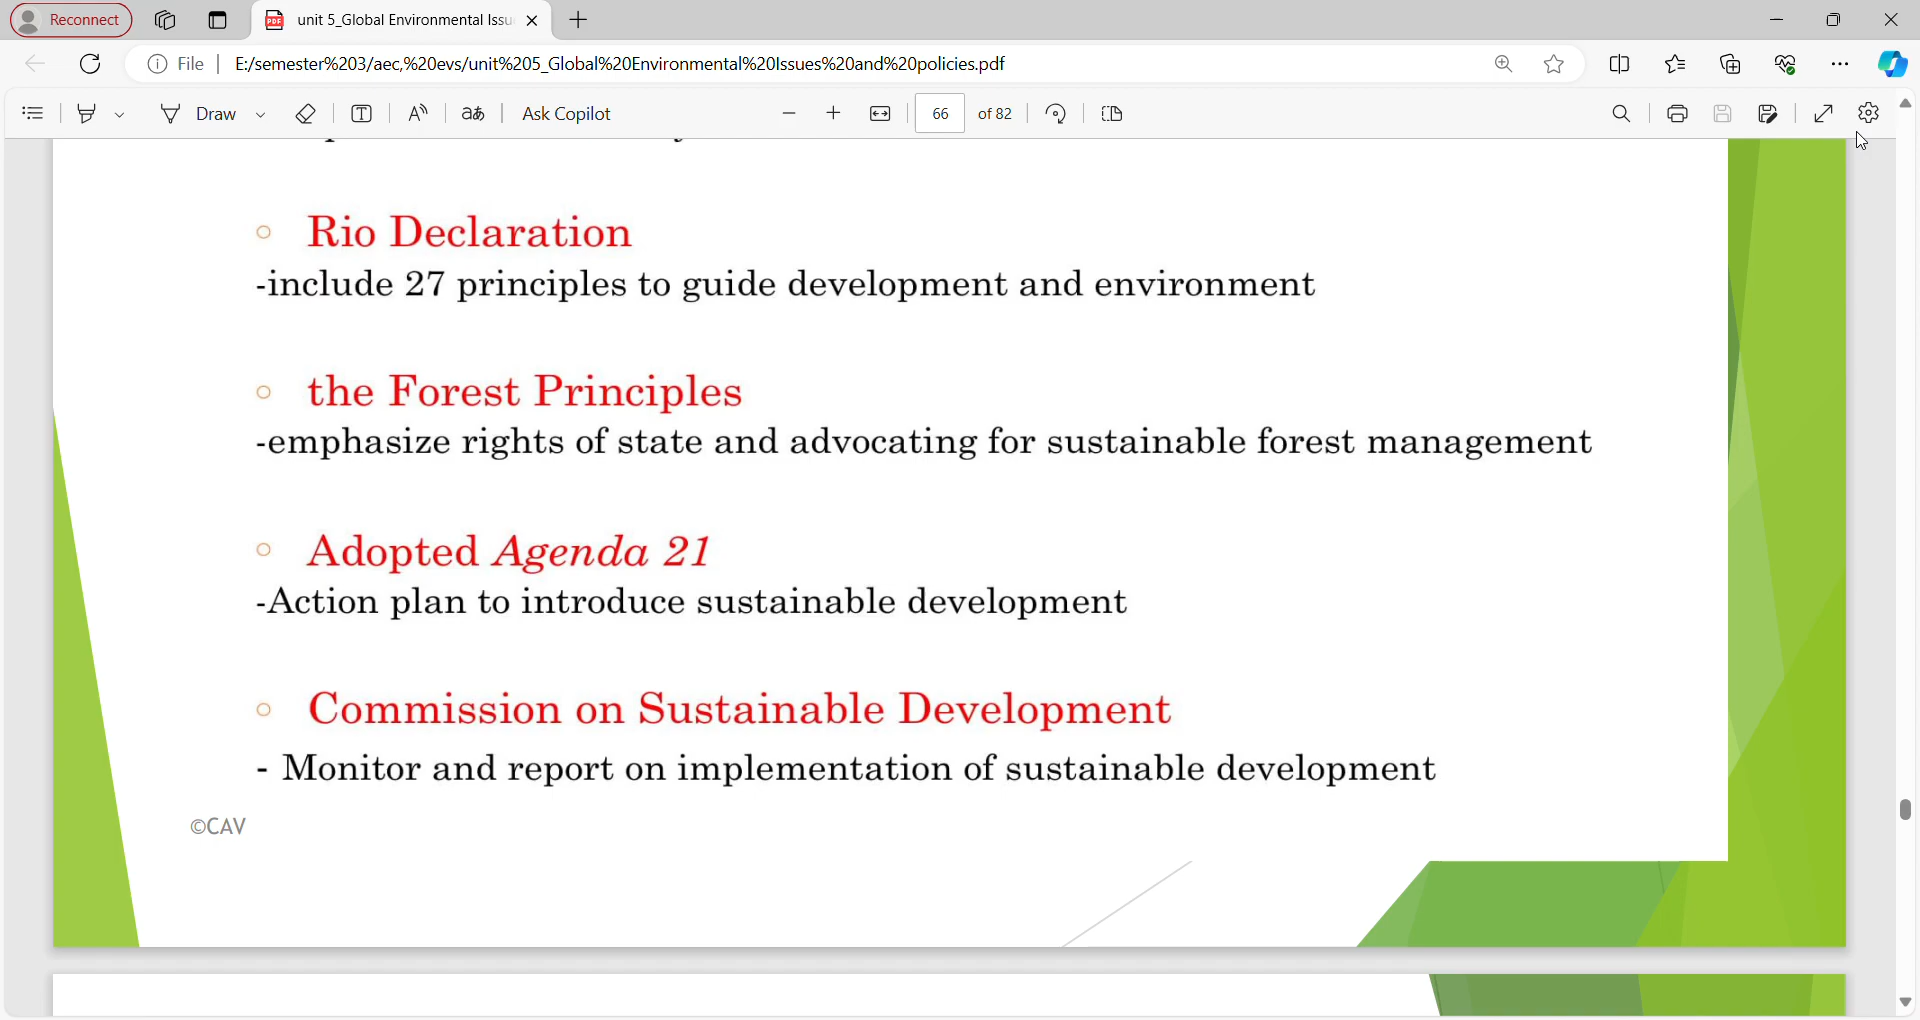 Reconnect
unit 5_Global Environmental Issu
File
E:/semester%203/aec,%20evs/unit%205_Global%20Environmental%20Issues%20and%20policies.pdf
Draw
T
aあ
Ask Copilot
66
of 82
Rio Declaration
-include 27 principles to guide development and environment
the Forest Principles
-emphasize rights of state and advocating for sustainable forest management
Adopted Agenda 21
-Action plan to introduce sustainable development
Commission on Sustainable Development
- Monitor and report on implementation of sustainable development
©CAV